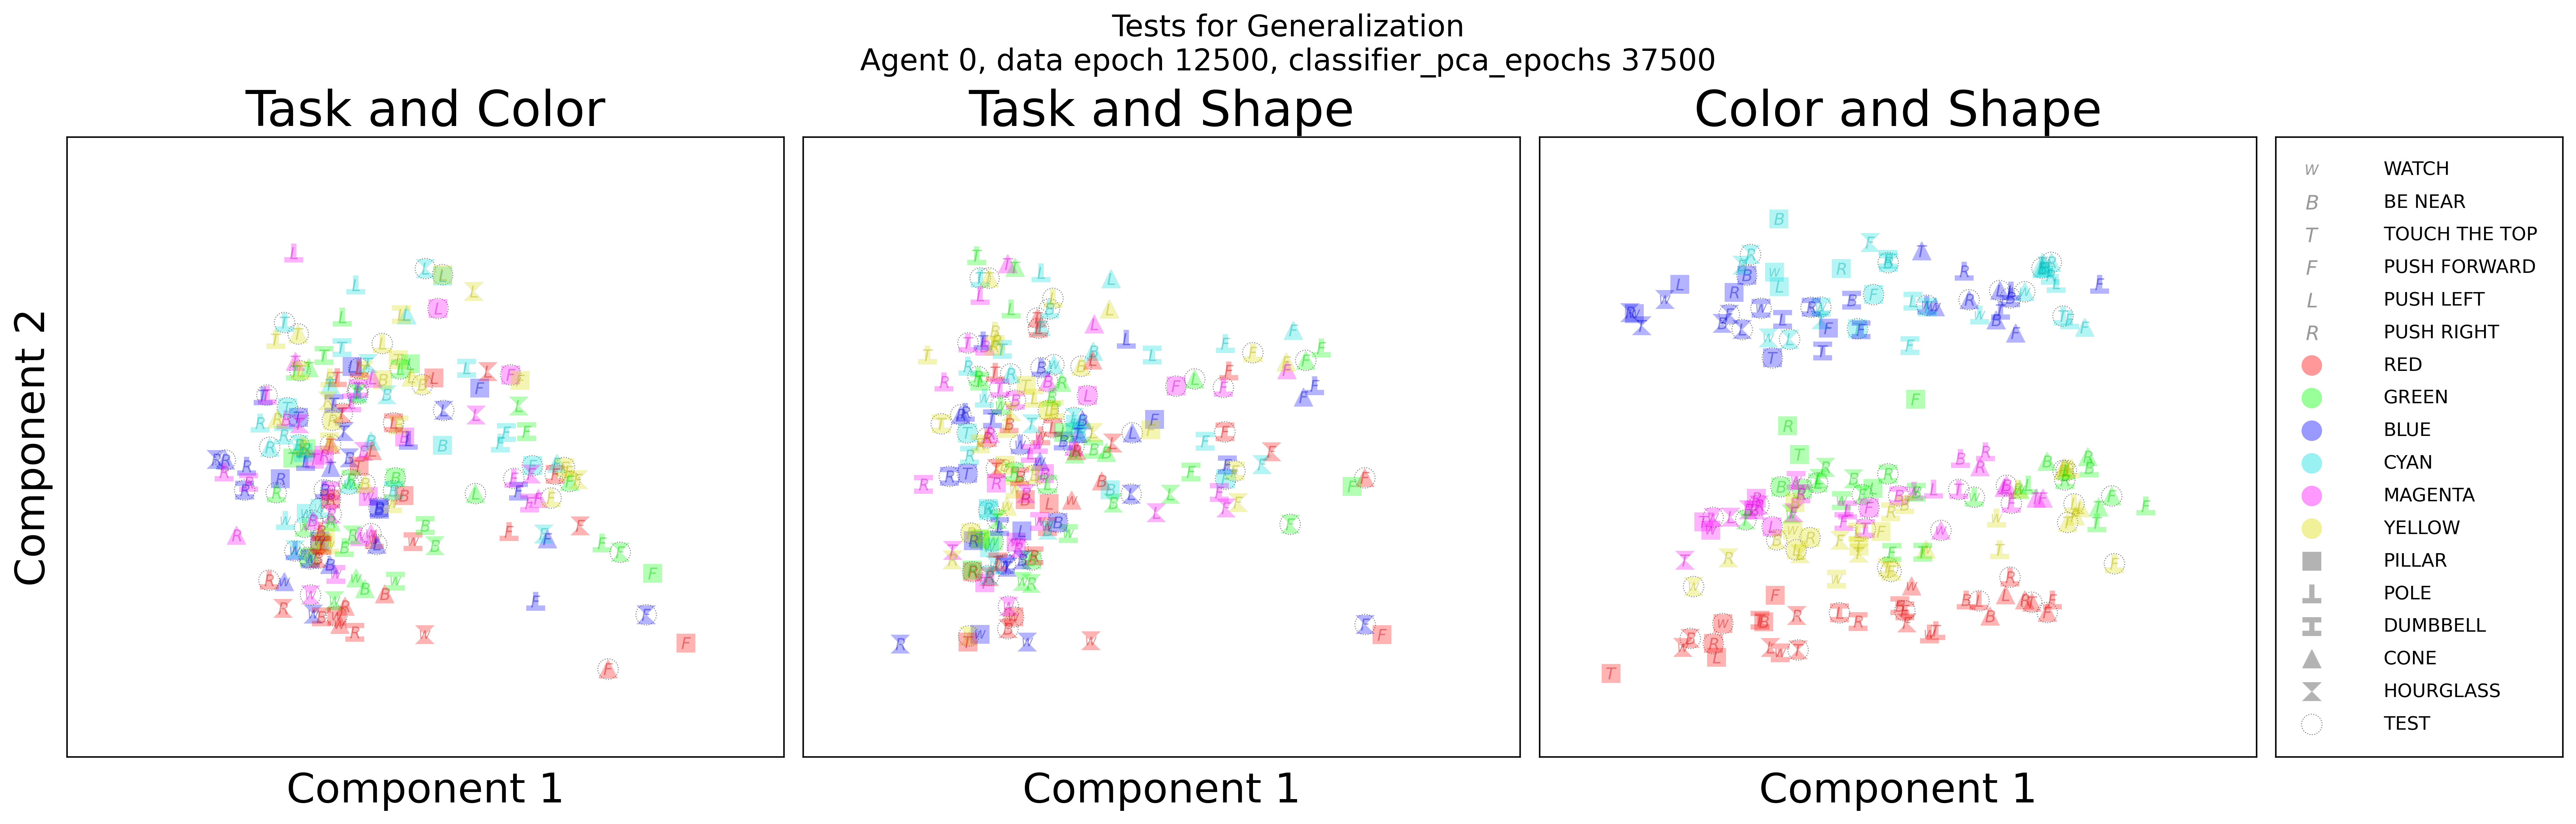 Tests for Generalization
Agent 0, data epoch 12500, classifier_pca_epochs 37500
Task and Color
Task and Shape
Color and Shape
Component 2
Component 1
Component 1
Component 1
W WATCH
B BE NEAR
T TOUCH THE TOP
F PUSH FORWARD
L PUSH LEFT
R PUSH RIGHT
RED
GREEN
BLUE
CYAN
MAGENTA
YELLOW
PILLAR
POLE
DUMBBELL
CONE
HOURGLASS
TEST